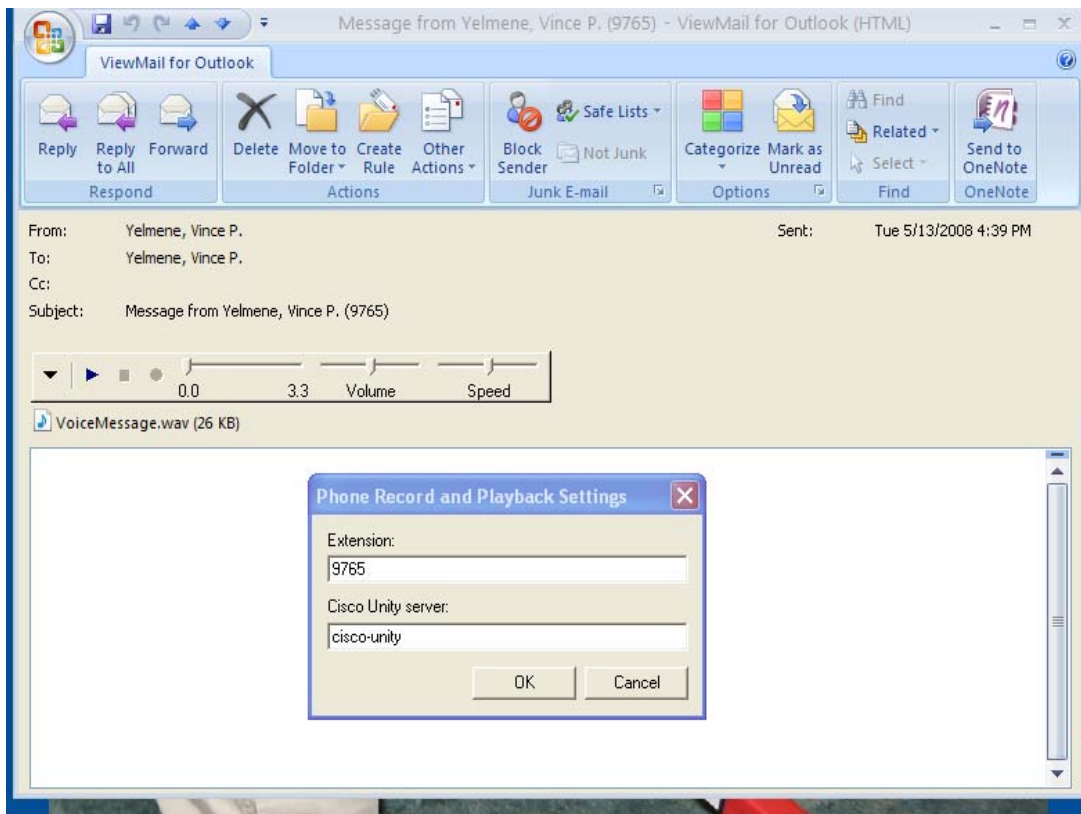 Message from Yelmene, Vince P. (9765) - ViewMail for Outlook (HTML)
ViewMail for Outlook
Reply
Reply to All
Forward
Delete
Move to Folder
Create Rule
Other Actions
Block Sender
Safe Lists
Not Junk
Categorize
Mark as Unread
Find
Related
Select
Send to OneNote
Respond
Actions
Junk E-mail
Options
Find
OneNote
From: Yelmene, Vince P.
Sent: Tue 5/13/2008 4:39 PM
To: Yelmene, Vince P.
Cc:
Subject: Message from Yelmene, Vince P. (9765)
0.0 3.3 Volume Speed
VoiceMessage.wav (26 KB)
Phone Record and Playback Settings
Extension:
9765
Cisco Unity server:
cisco-unity
OK Cancel